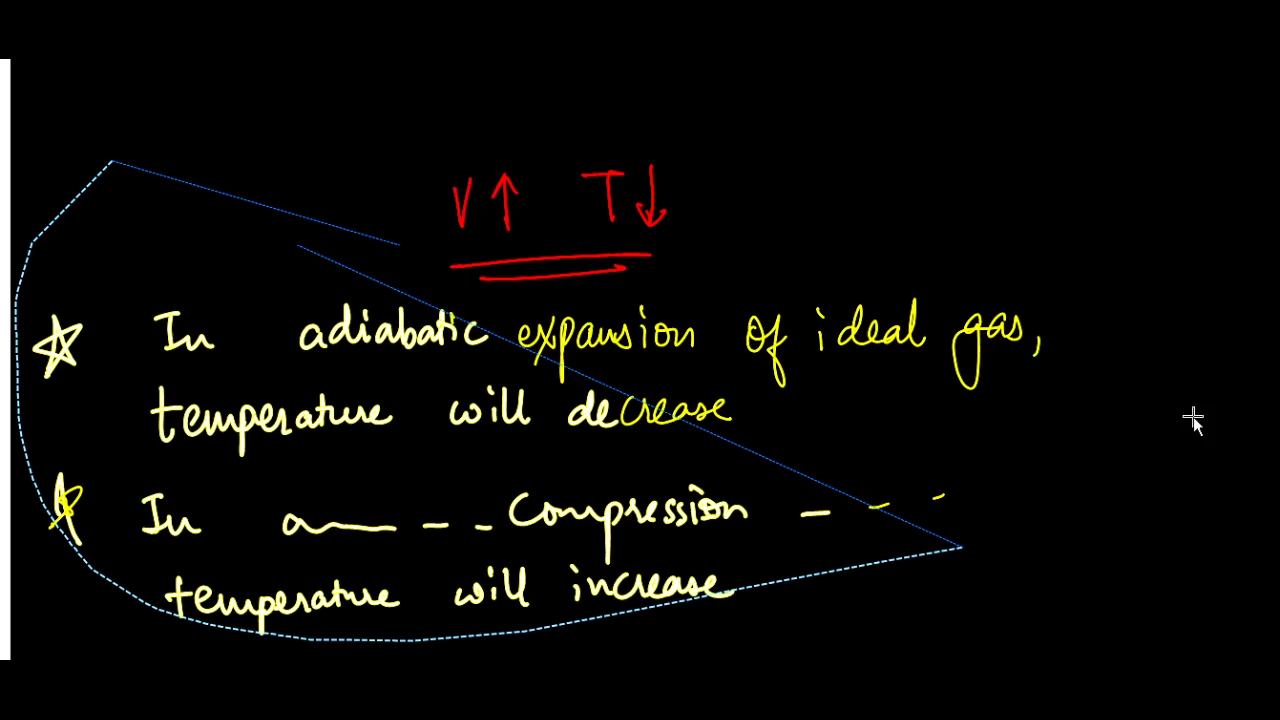 V↑ T↓
☆ In adiabatic expansion of ideal gas,
temperature will decrease
☆ In a— - - Compression - - -
temperature will increase